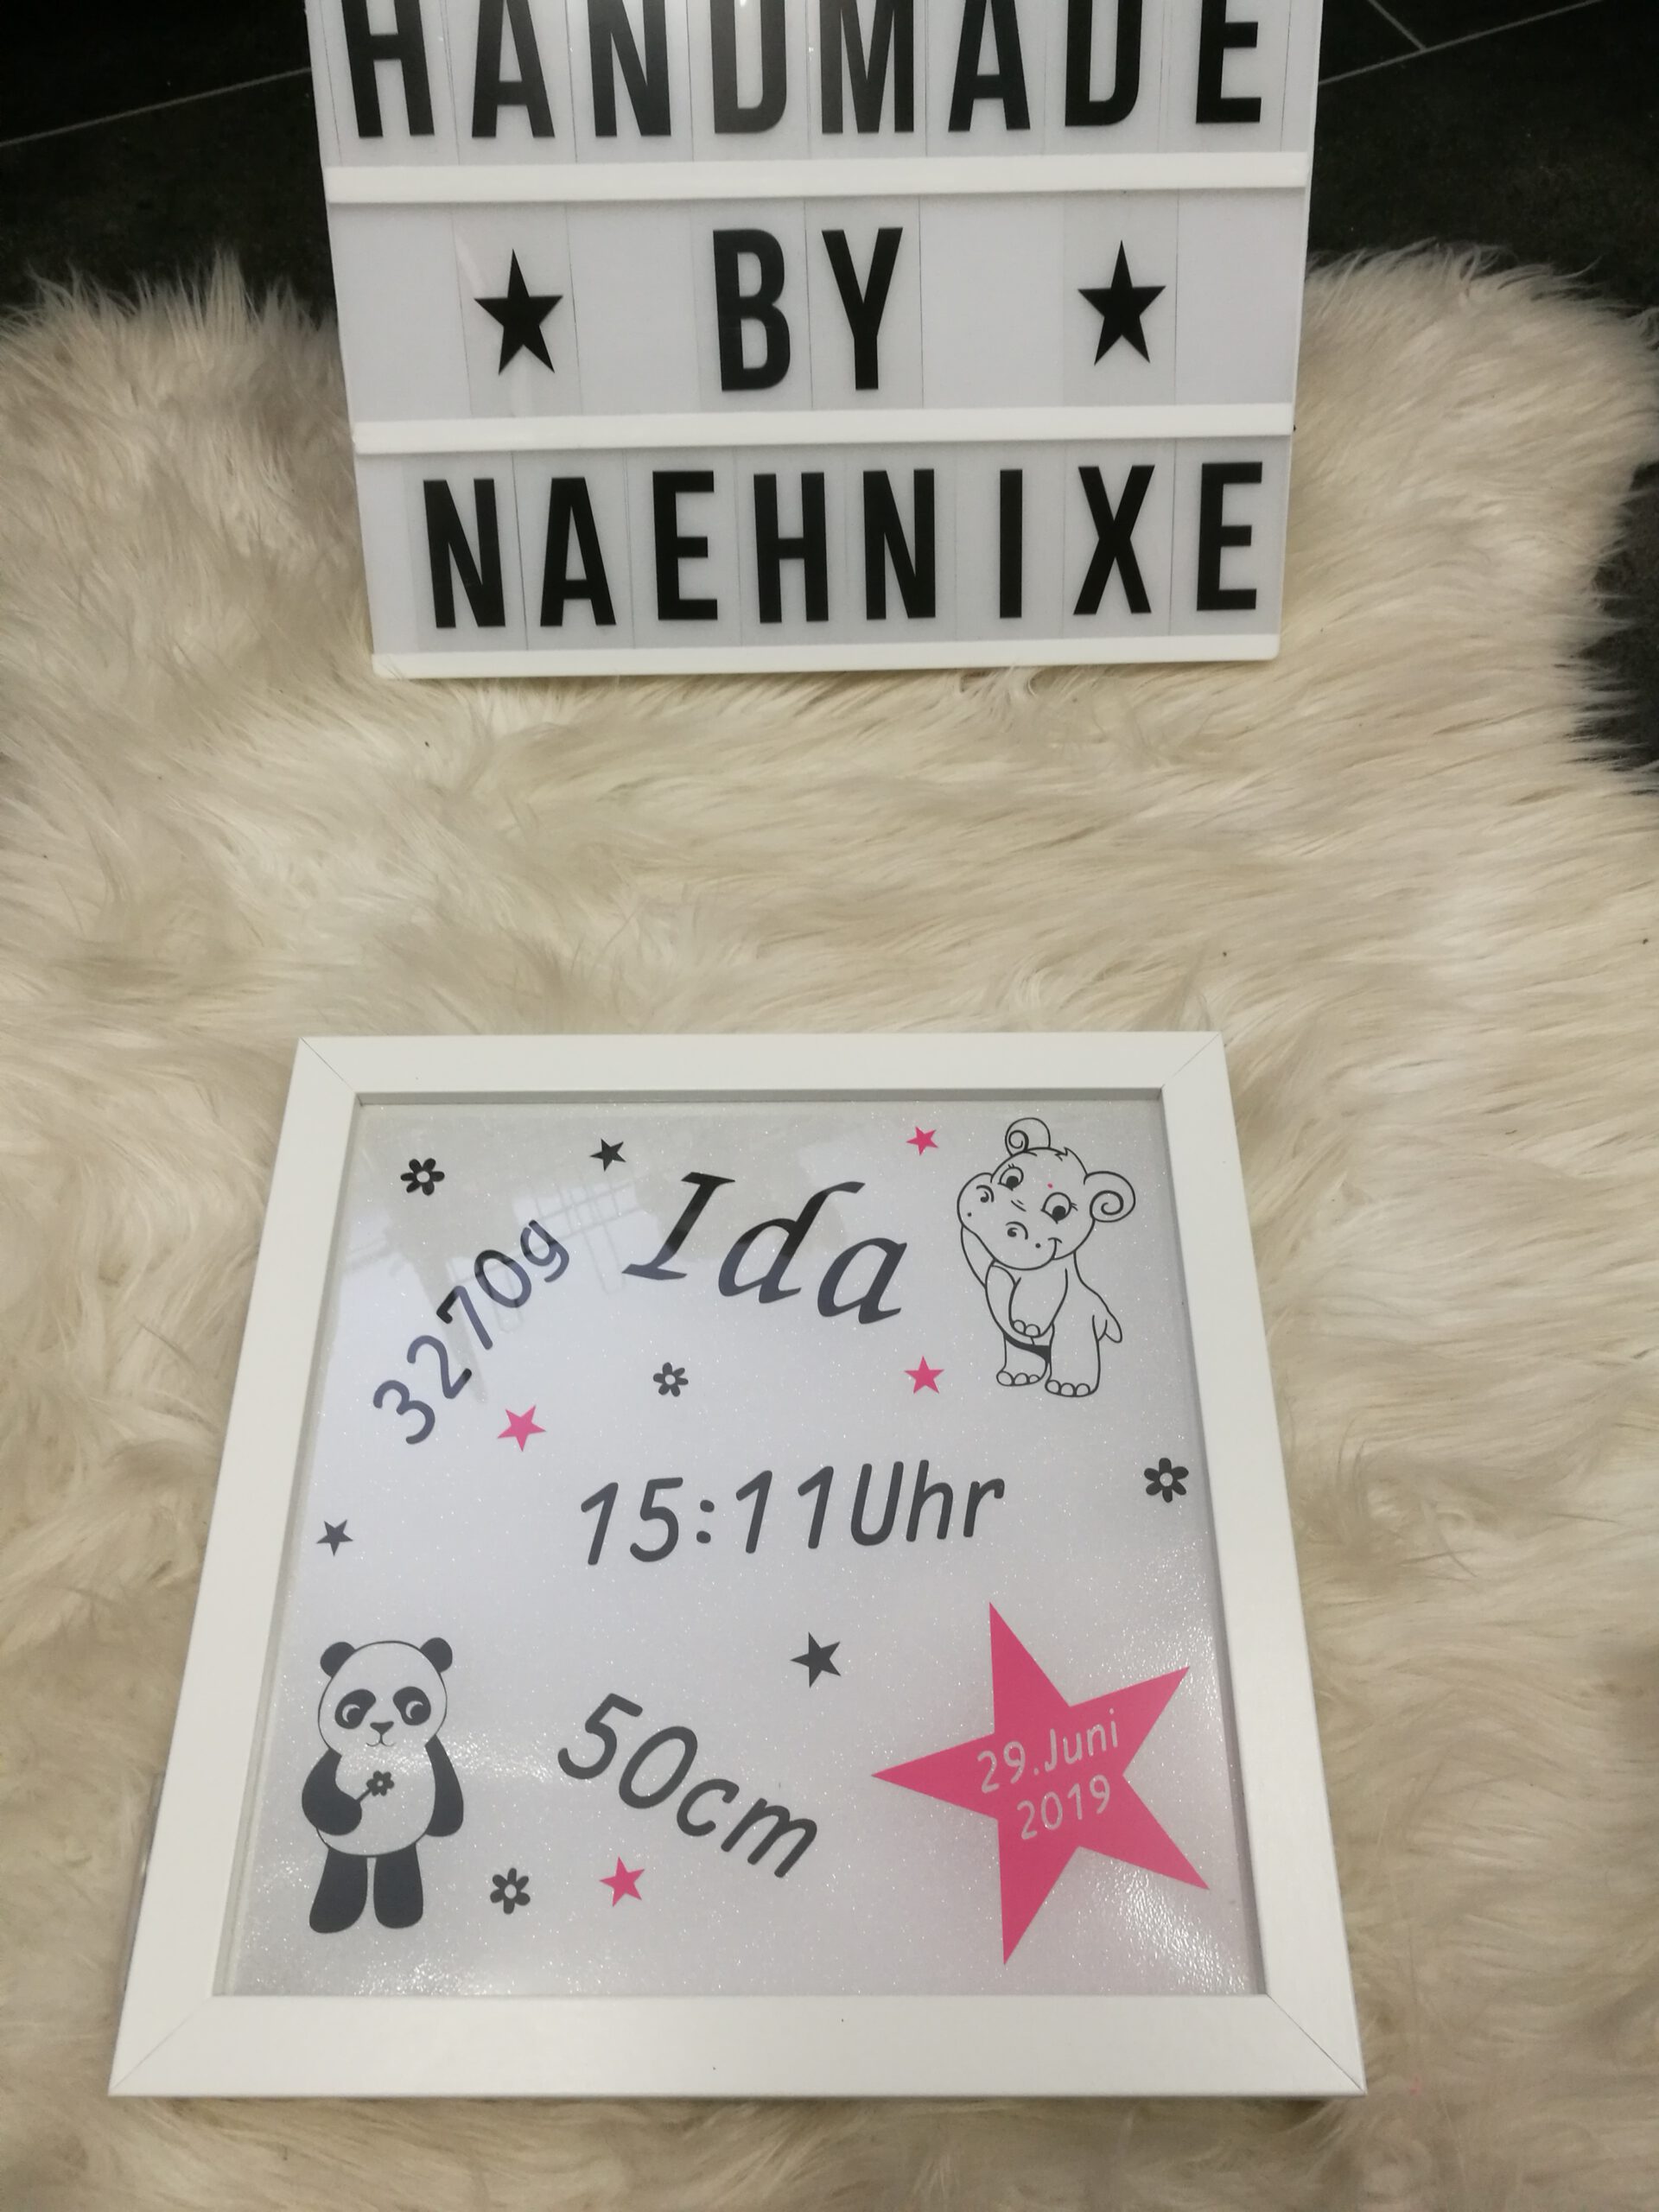 HANDMADE
★ BY ★
NAEHNIXE
3270g
Ida
15:11Uhr
50cm
29.Juni
2019